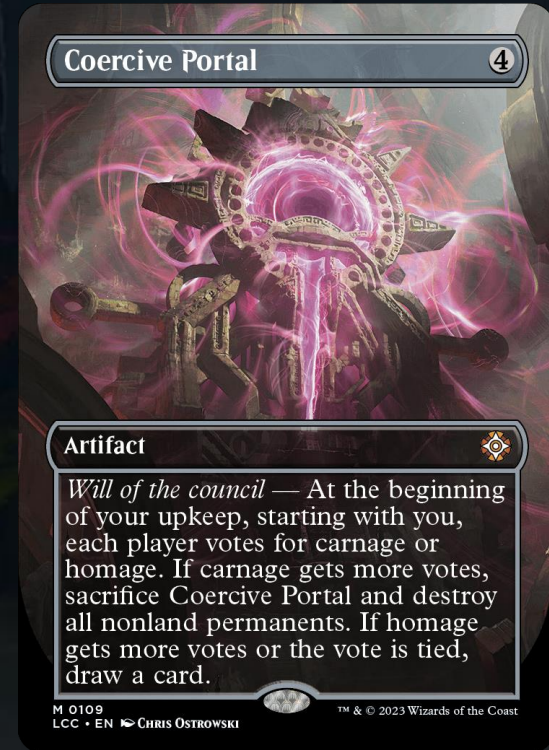 Coercive Portal 4
Artifact
Will of the council — At the beginning
of your upkeep, starting with you,
each player votes for carnage or
homage. If carnage gets more votes,
sacrifice Coercive Portal and destroy
all nonland permanents. If homage
gets more votes or the vote is tied,
draw a card.
M 0109
LCC • EN Chris Ostrowski
™ & © 2023 Wizards of the Coast